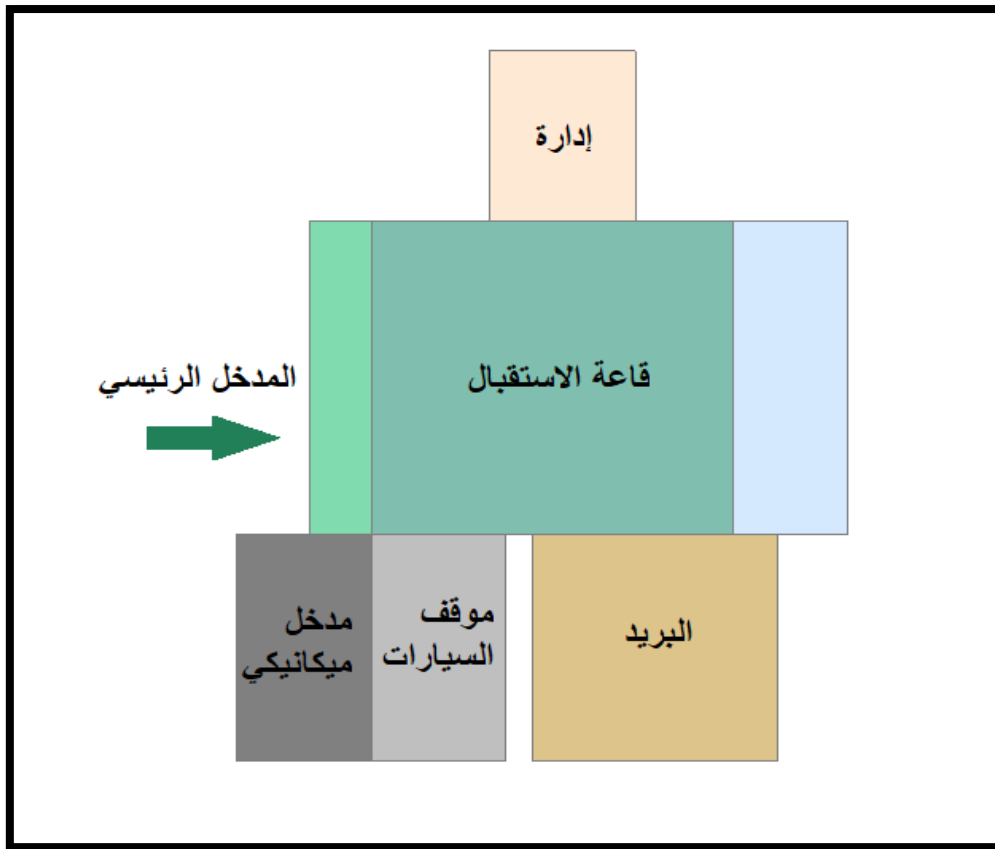 إدارة
قاعة الاستقبال
المدخل الرئيسي
مدخل
ميكانيكي
موقف
السيارات
البريد